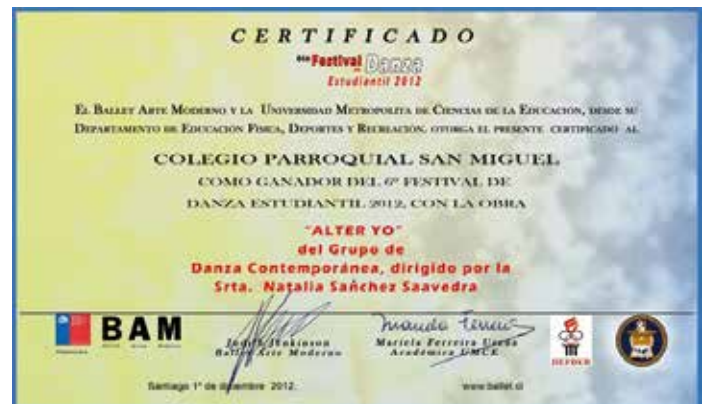 CERTIFICADO
6to Festival Danza
Estudiantil 2012
EL BALLET ARTE MODERNO Y LA UNIVERSIDAD METROPOLITA DE CIENCIAS DE LA EDUCACIÓN, DESDE SU
DEPARTAMENTO DE EDUCACIÓN FÍSICA, DEPORTES Y RECREACIÓN, OTORGA EL PRESENTE CERTIFICADO AL
COLEGIO PARROQUIAL SAN MIGUEL
COMO GANADOR DEL 6º FESTIVAL DE
DANZA ESTUDIANTIL 2012, CON LA OBRA
"ALTER YO"
del Grupo de
Danza Contemporánea, dirigido por la
Srta. Natalia Sánchez Saavedra
BAM
Judith Jenkinson
Mariela Ferreira Ureta
Ballet Arte Moderno
Académica UMCE
DEFDER
Santiago 1º de diciembre 2012.
www.ballet.cl